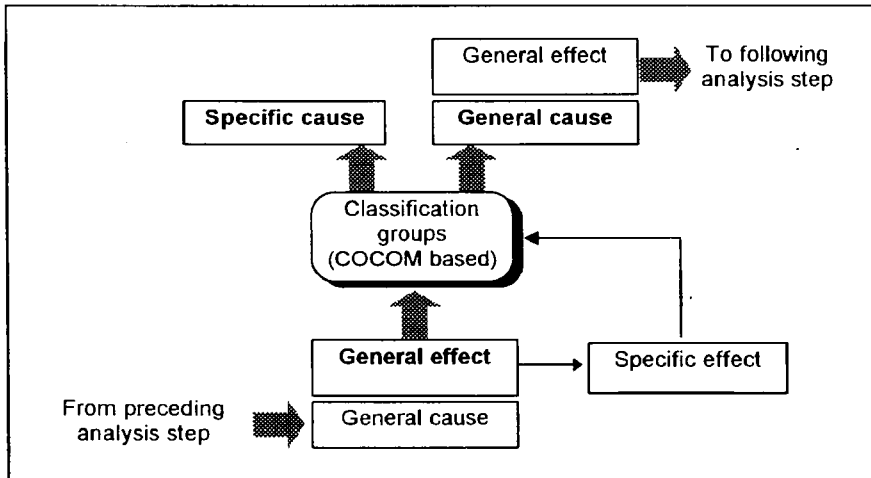 General effect
To following
analysis step
Specific cause
General cause
Classification
groups
(COCOM based)
General effect
Specific effect
From preceding
analysis step
General cause